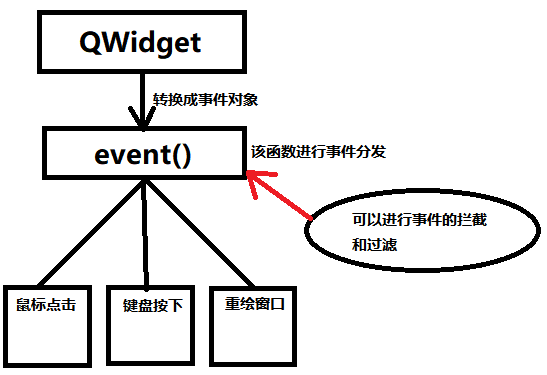 QWidget
转换成事件对象
event()
该函数进行事件分发
可以进行事件的拦截
和过滤
鼠标点击
键盘按下
重绘窗口